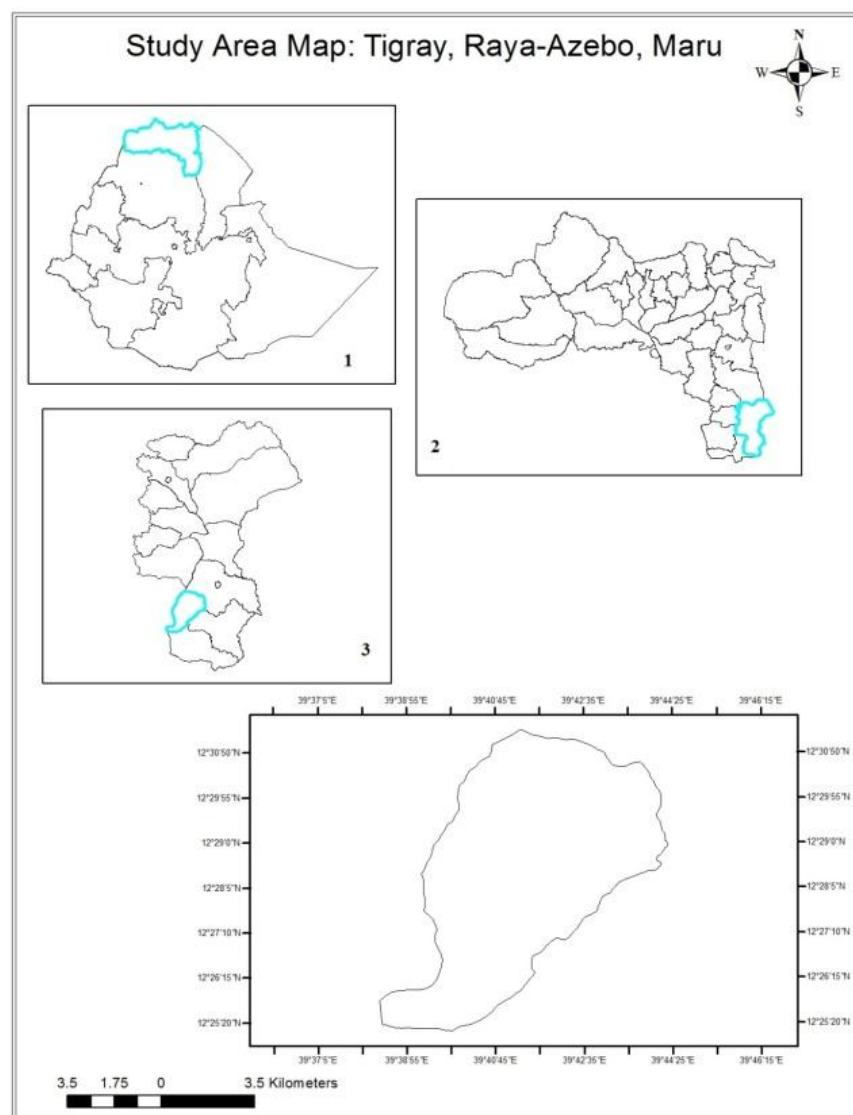 Study Area Map: Tigray, Raya-Azebo, Maru
N
W E
S
1
2
3
39°37'5"E 39°38'55"E 39°40'45"E 39°42'35"E 39°44'25"E 39°46'15"E
12°30'50"N 12°30'50"N
12°29'55"N 12°29'55"N
12°29'0"N 12°29'0"N
12°28'5"N 12°28'5"N
12°27'10"N 12°27'10"N
12°26'15"N 12°26'15"N
12°25'20"N 12°25'20"N
39°37'5"E 39°38'55"E 39°40'45"E 39°42'35"E 39°44'25"E 39°46'15"E
3.5 1.75 0 3.5 Kilometers